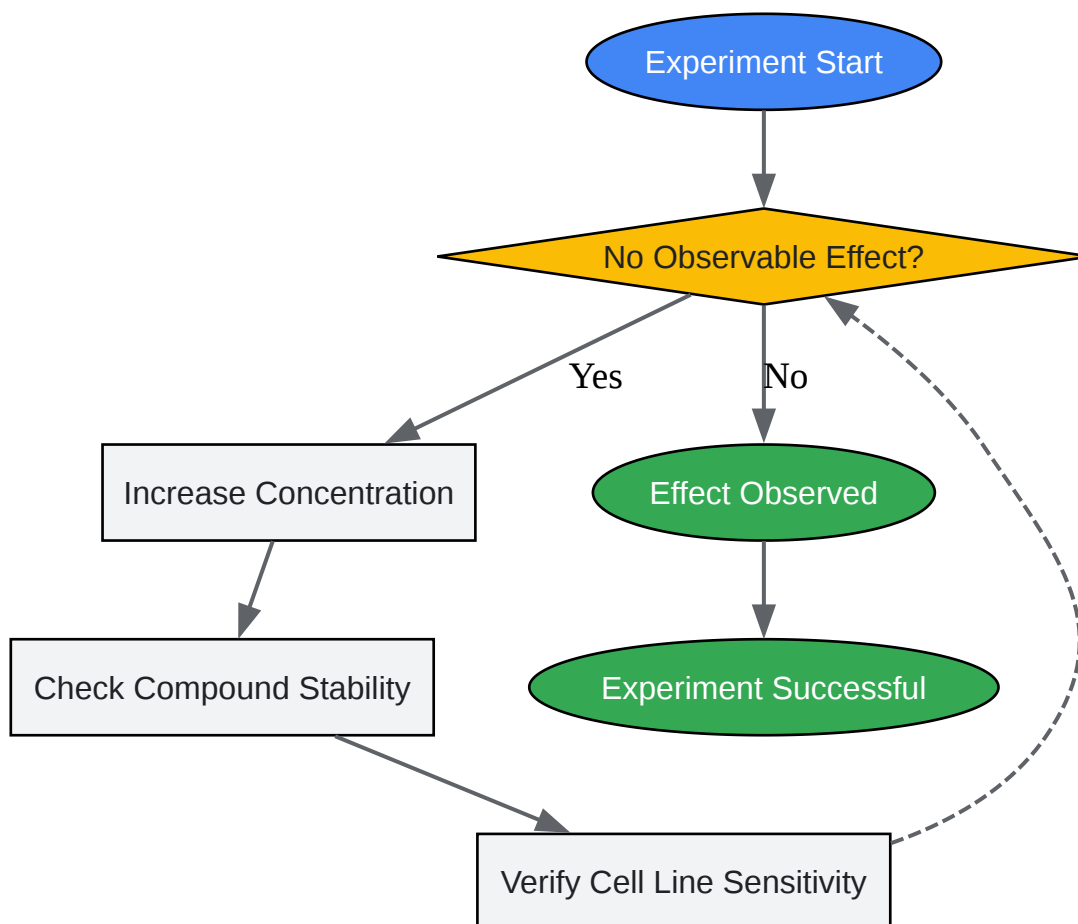 Experiment Start
No Observable Effect?
Yes
No
Increase Concentration
Effect Observed
Check Compound Stability
Experiment Successful
Verify Cell Line Sensitivity